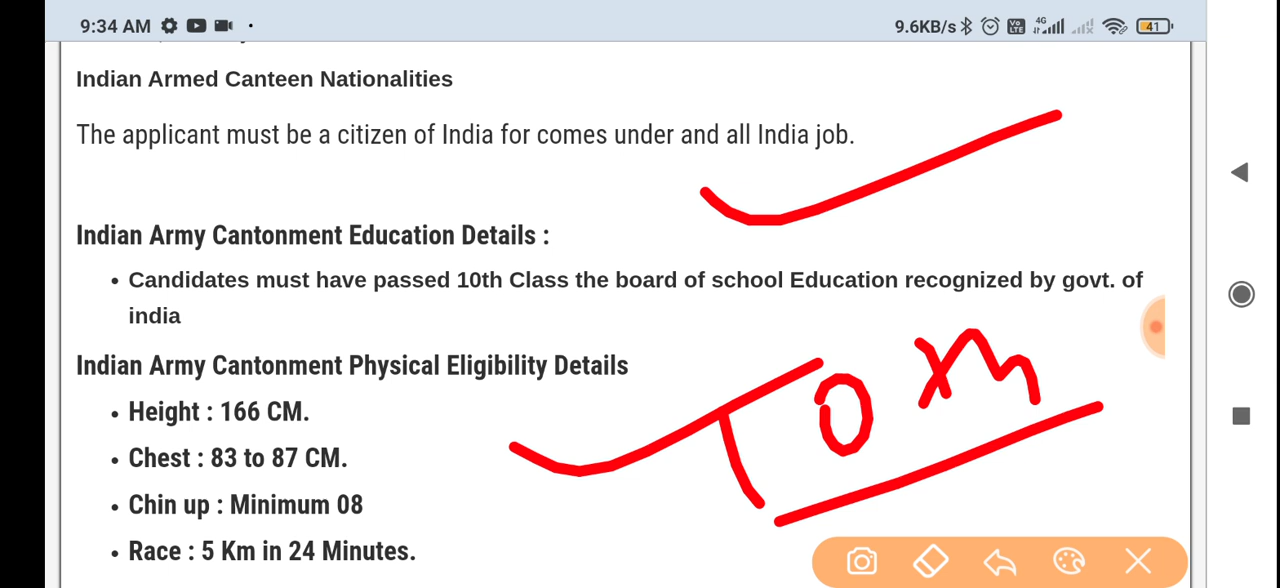 9:34 AM 9.6KB/s Vo LTE 4G 41
Indian Armed Canteen Nationalities
The applicant must be a citizen of India for comes under and all India job.
Indian Army Cantonment Education Details :
• Candidates must have passed 10th Class the board of school Education recognized by govt. of
india
Indian Army Cantonment Physical Eligibility Details
• Height : 166 CM.
• Chest : 83 to 87 CM.
• Chin up : Minimum 08
• Race : 5 Km in 24 Minutes.